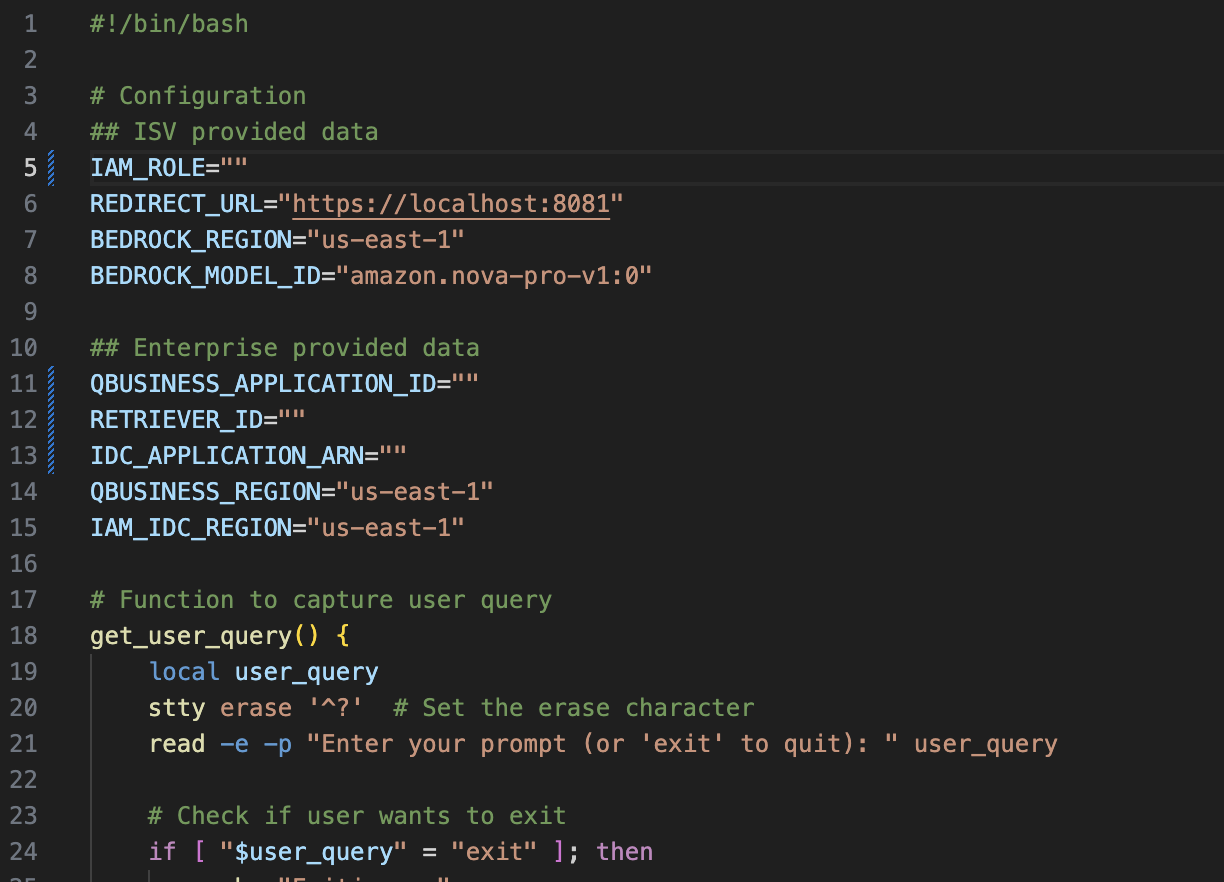 1 #!/bin/bash
2
3 # Configuration
4 ## ISV provided data
5 IAM_ROLE=""
6 REDIRECT_URL="https://localhost:8081"
7 BEDROCK_REGION="us-east-1"
8 BEDROCK_MODEL_ID="amazon.nova-pro-v1:0"
9
10 ## Enterprise provided data
11 QBUSINESS_APPLICATION_ID=""
12 RETRIEVER_ID=""
13 IDC_APPLICATION_ARN=""
14 QBUSINESS_REGION="us-east-1"
15 IAM_IDC_REGION="us-east-1"
16
17 # Function to capture user query
18 get_user_query() {
19     local user_query
20     stty erase '^?'  # Set the erase character
21     read -e -p "Enter your prompt (or 'exit' to quit): " user_query
22
23     # Check if user wants to exit
24     if [ "$user_query" = "exit" ]; then